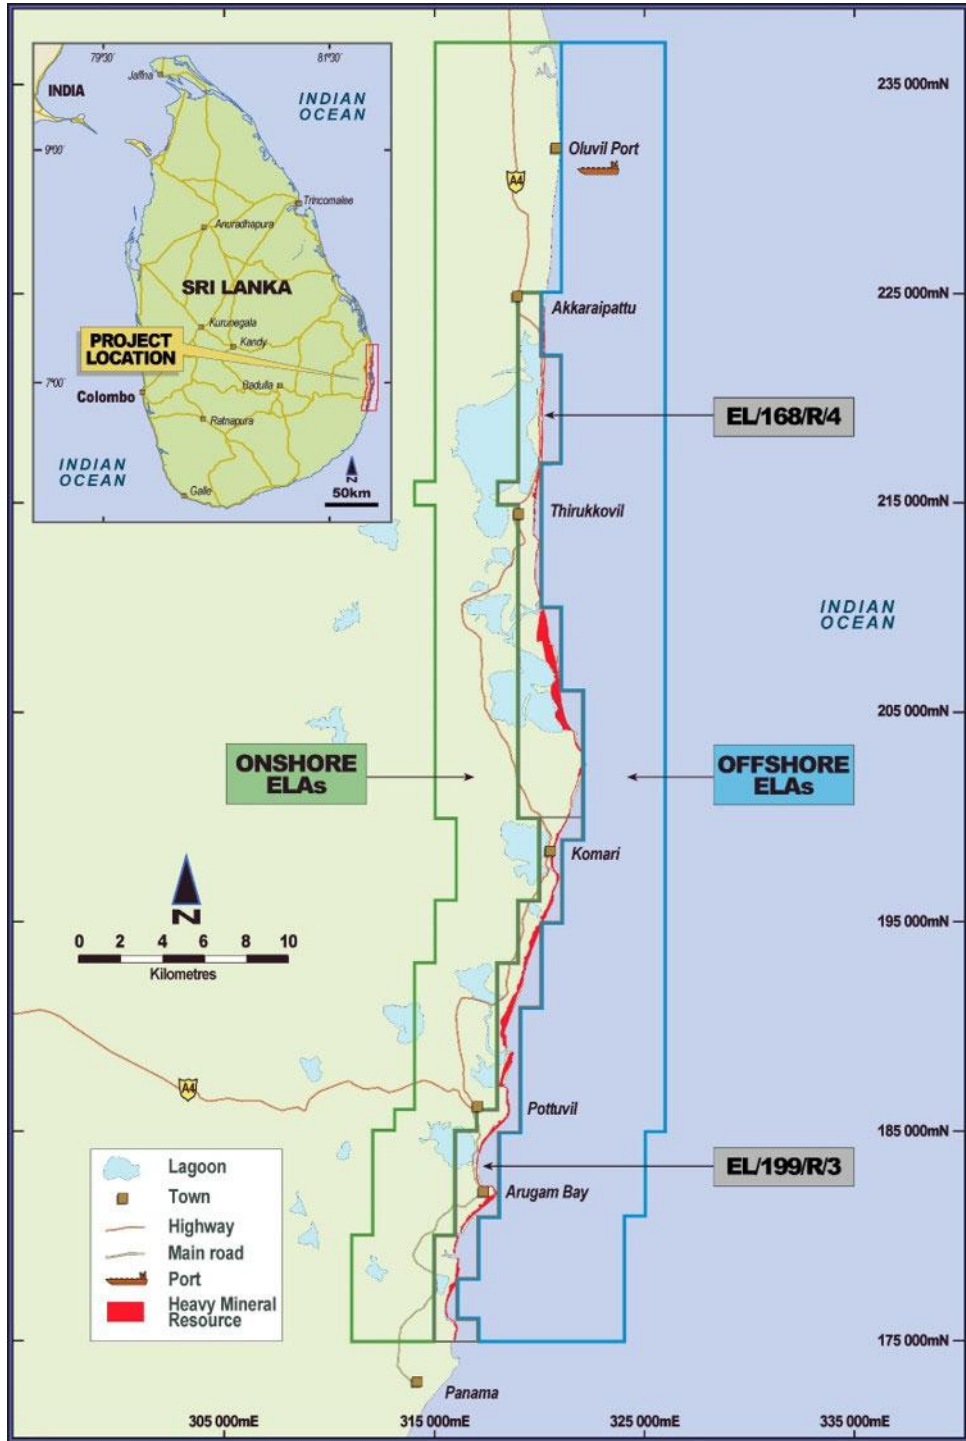 79°30'
81°30'
Jaffna
INDIA
INDIAN
OCEAN
9°00'
Trincomalee
Anuradhapura
SRI LANKA
Kurunegala
PROJECT
LOCATION
Kandy
7°00'
Badulla
Colombo
Ratnapura
INDIAN
OCEAN
Galle
N
50km
235 000mN
Oluvil Port
A4
225 000mN
Akkaraipattu
EL/168/R/4
215 000mN
Thirukkovil
INDIAN
OCEAN
205 000mN
ONSHORE
ELAs
OFFSHORE
ELAs
Komari
N
195 000mN
0 2 4 6 8 10
Kilometres
A4
Pottuvil
185 000mN
EL/199/R/3
Arugam Bay
Lagoon
Town
Highway
Main road
Port
Heavy Mineral
Resource
175 000mN
Panama
305 000mE
315 000mE
325 000mE
335 000mE